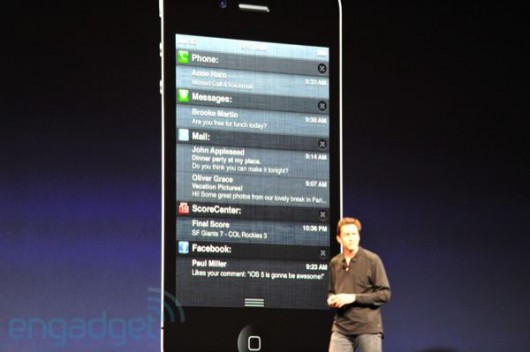 Phone:
Anne Haro
Missed Call & Voicemail
9:33 AM
Messages:
Brooke Martin
9:30 AM
Are you free for lunch today?
Mail:
John Appleseed
9:14 AM
Dinner party at my place.
Do you think you can make it tonight?
Oliver Grace
9:07 AM
Vacation Pictures!
Hi! Some great photos from our lovely break in Pari...
ScoreCenter:
Final Score
10:36 PM
SF Giants 7 - COL Rockies 3
Facebook:
Paul Miller
9:23 AM
Likes your comment: "iOS 5 is gonna be awesome!"
engadget